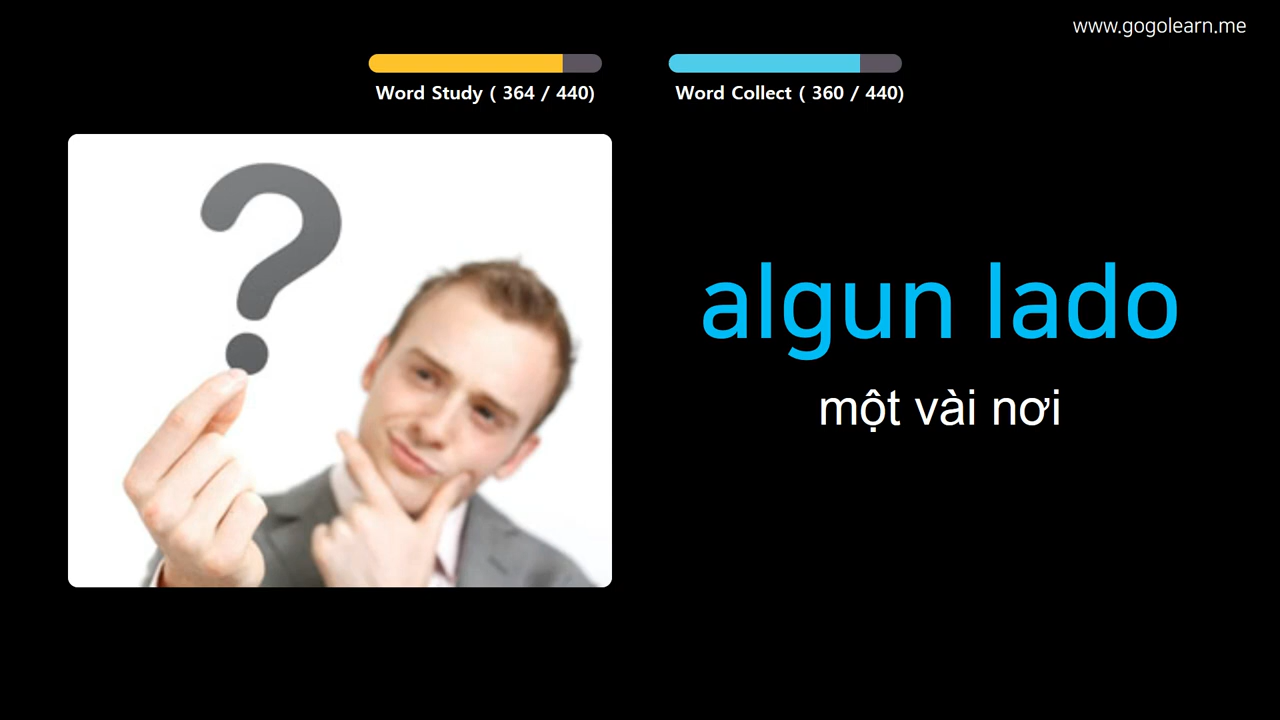 www.gogolearn.me
Word Study ( 364 / 440)
Word Collect ( 360 / 440)
algun lado
một vài nơi